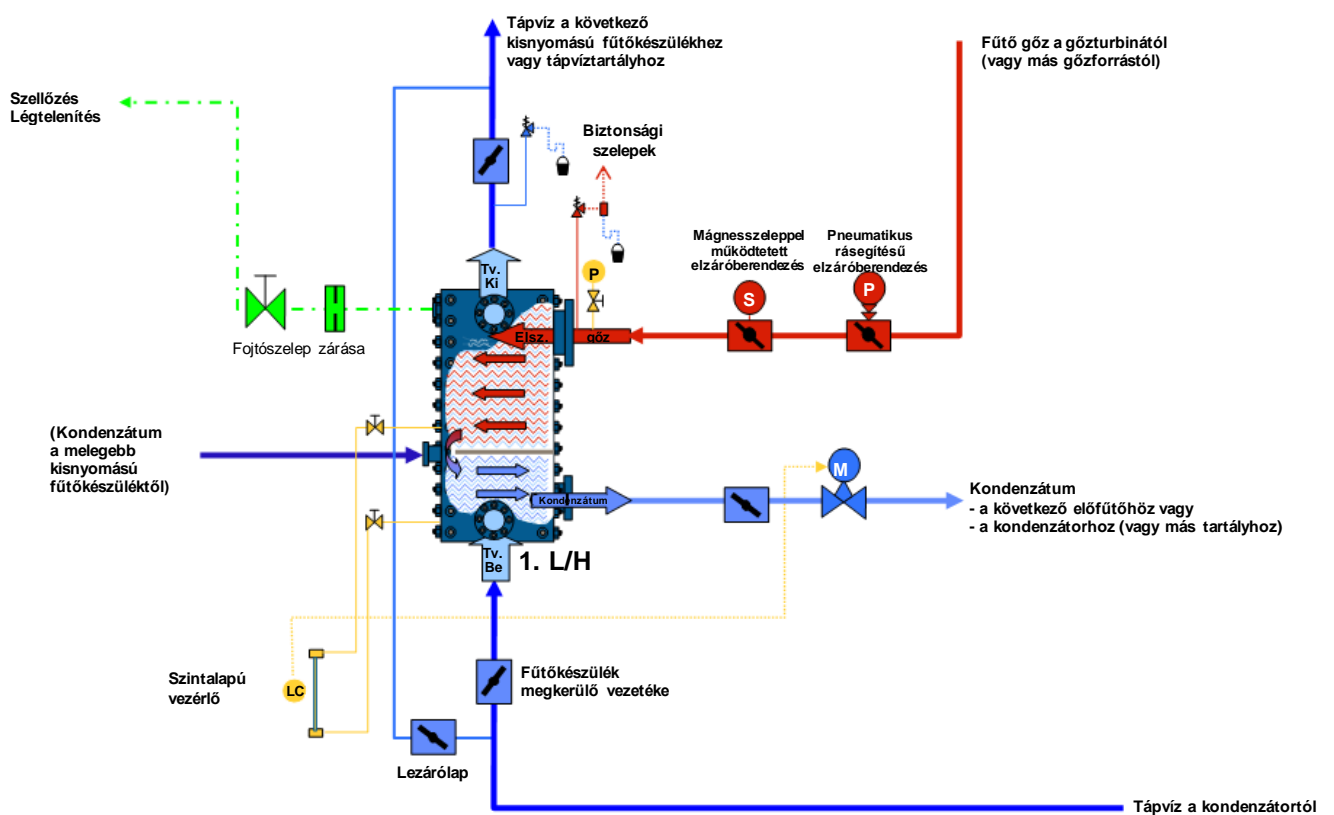 Tápvíz a következő
kisnyomású fűtőkészülékhez
vagy tápvíztartályhoz
Fűtő gőz a gőzturbinától
(vagy más gőzforrástól)
Szellőzés
Légtelenítés
Biztonsági
szelepek
Mágnesszeleppel
működtetett
elzáróberendezés
Pneumatikus
rásegítésű
elzáróberendezés
Tv.
Ki
P
S
P
Elsz. gőz
Fojtószelep zárása
(Kondenzátum
a melegebb
kisnyomású
fűtőkészüléktől)
M
Kondenzátum
Kondenzátum
- a következő előfűtőhöz vagy
- a kondenzátorhoz (vagy más tartályhoz)
Tv.
Be
1. L/H
Szintalapú
vezérlő
LC
Fűtőkészülék
megkerülő vezetéke
Lezárólap
Tápvíz a kondenzátortól